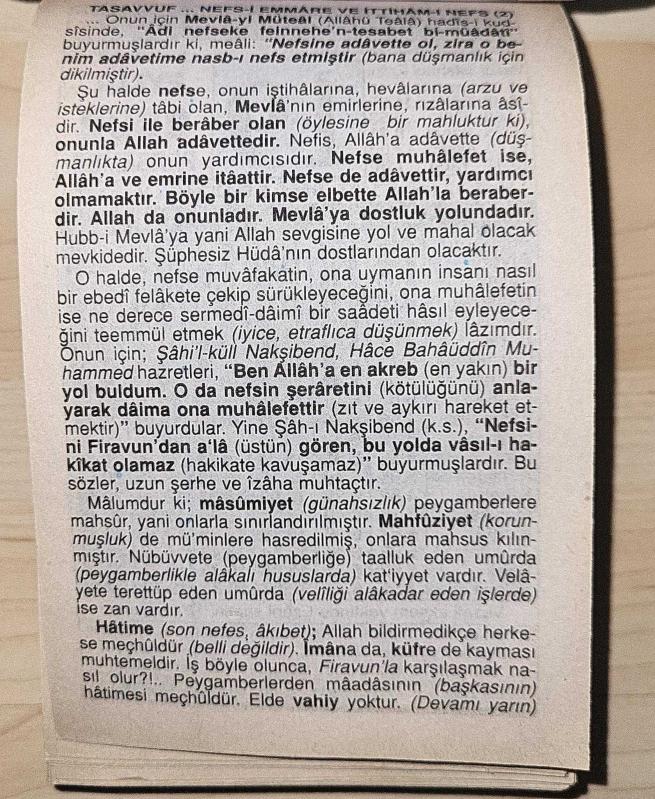 TASAVVUF ... NEFS-İ EMMÂRE VE İTTİHÂM-I NEFS (2)
... Onun için Mevlâ-yi Müteâl (Allâhü Teâlâ) hadîs-i kud-
sîsinde, "Âdi nefseke feinnehe'n-tesabet bi-müâdâtî"
buyurmuşlardır ki, meâli: "Nefsine adâvette ol, zira o be-
nim adâvetime nasb-ı nefs etmiştir (bana düşmanlık için
dikilmiştir).
Şu halde nefse, onun iştihâlarına, hevâlarına (arzu ve
isteklerine) tâbi olan, Mevlâ'nın emirlerine, rızâlarına âsî-
dir. Nefsi ile berâber olan (öylesine bir mahluktur ki),
onunla Allah adâvettedir. Nefis, Allâh'a adâvette (düş-
manlıkta) onun yardımcısıdır. Nefse muhâlefet ise,
Allâh'a ve emrine itâattir. Nefse de adâvettir, yardımcı
olmamaktır. Böyle bir kimse elbette Allah'la beraber-
dir. Allah da onunladır. Mevlâ'ya dostluk yolundadır.
Hubb-i Mevlâ'ya yani Allah sevgisine yol ve mahal olacak
mevkidedir. Şüphesiz Hüdâ'nın dostlarından olacaktır.
O halde, nefse muvâfakatin, ona uymanın insanı nasıl
bir ebedî felâkete çekip sürükleyeceğini, ona muhâlefetin
ise ne derece sermedî-dâimî bir saâdeti hâsıl eyleyece-
ğini teemmül etmek (iyice, etraflıca düşünmek) lâzımdır.
Onun için; Şâhi'l-küll Nakşibend, Hâce Bahâüddîn Mu-
hammed hazretleri, "Ben Allâh'a en akreb (en yakın) bir
yol buldum. O da nefsin şerâretini (kötülüğünü) anla-
yarak dâima ona muhâlefettir (zıt ve aykırı hareket et-
mektir)" buyurdular. Yine Şâh-ı Nakşibend (k.s.), "Nefsi-
ni Firavun'dan a'lâ (üstün) gören, bu yolda vâsıl-ı ha-
kîkat olamaz (hakikate kavuşamaz)" buyurmuşlardır. Bu
sözler, uzun şerhe ve îzâha muhtaçtır.
Mâlumdur ki; mâsûmiyet (günahsızlık) peygamberlere
mahsûr, yani onlarla sınırlandırılmıştır. Mahfûziyet (korun-
muşluk) de mü'minlere hasredilmiş, onlara mahsus kılın-
mıştır. Nübüvvete (peygamberliğe) taalluk eden umûrda
(peygamberlikle alâkalı hususlarda) kat'iyyet vardır. Velâ-
yete terettüp eden umûrda (velîliği alâkadar eden işlerde)
ise zan vardır.
Hâtime (son nefes, âkıbet); Allah bildirmedikçe herke-
se meçhûldür (belli değildir). Îmâna da, küfre de kayması
muhtemeldir. İş böyle olunca, Firavun'la karşılaşmak na-
sıl olur?!.. Peygamberlerden mâadâsının (başkasının)
hâtimesi meçhûldür. Elde vahiy yoktur. (Devamı yarın)